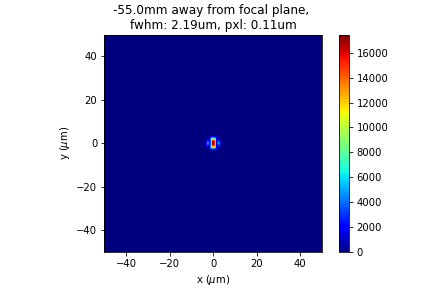 -55.0mm away from focal plane,
fwhm: 2.19um, pxl: 0.11um
40
20
0
−20
−40
y (μm)
−40 −20 0 20 40
x (μm)
16000
14000
12000
10000
8000
6000
4000
2000
0